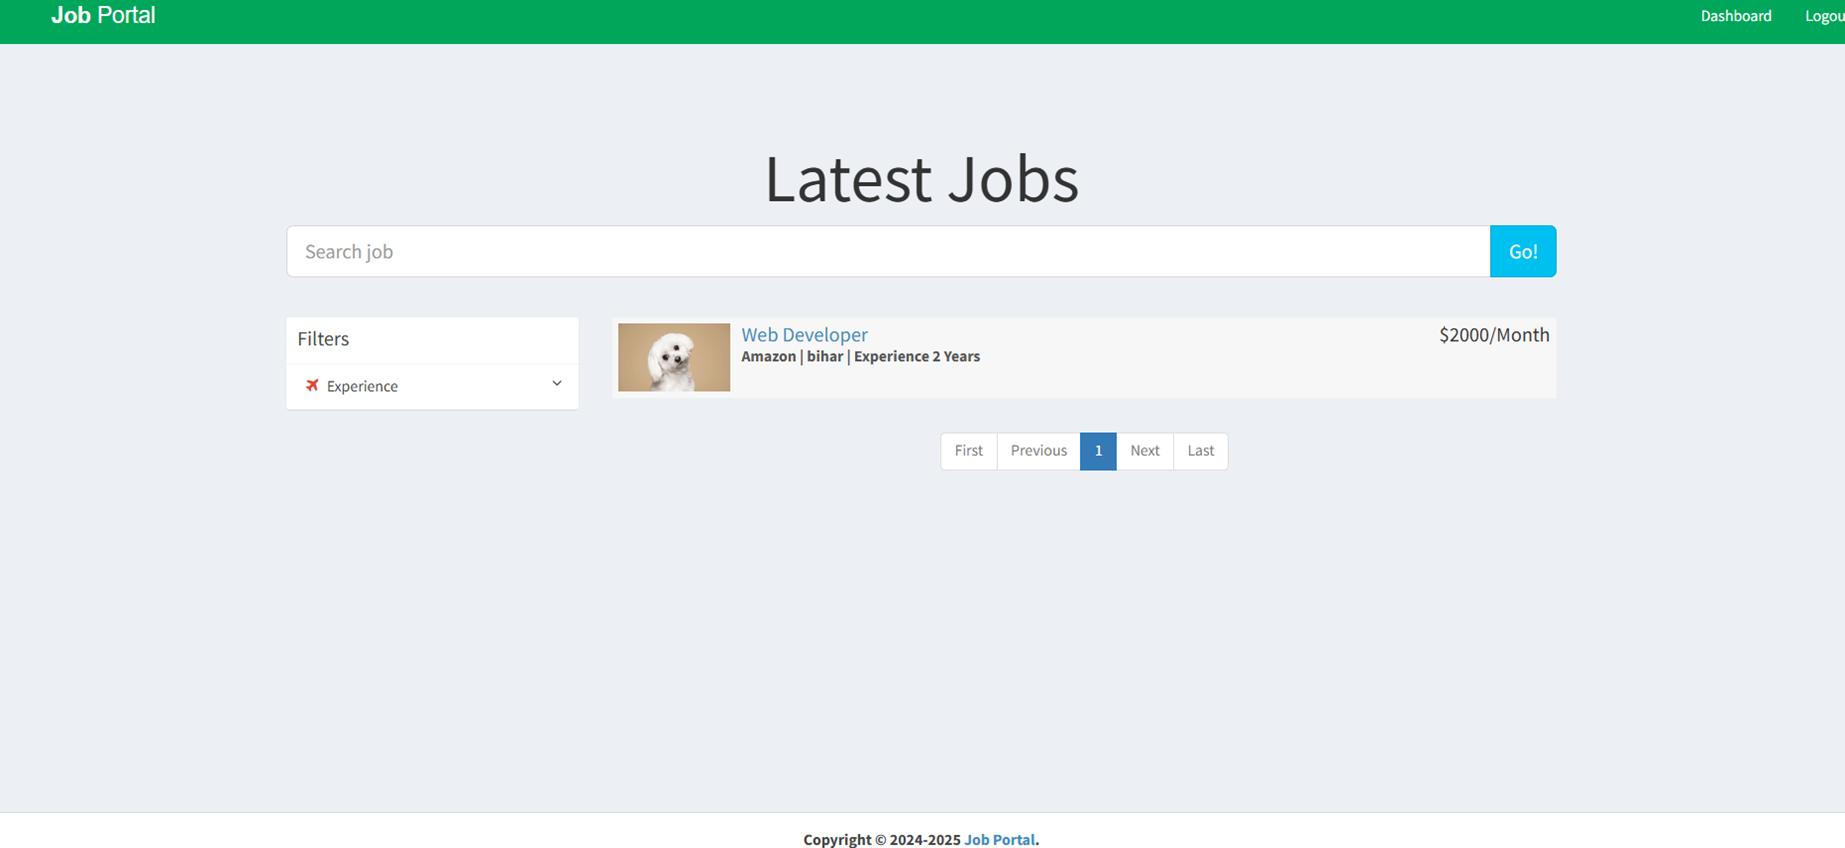 Job Portal
Dashboard
Logou
Latest Jobs
Search job
Go!
Filters
Experience
Web Developer
$2000/Month
Amazon | bihar | Experience 2 Years
First
Previous
1
Next
Last
Copyright © 2024-2025 Job Portal.